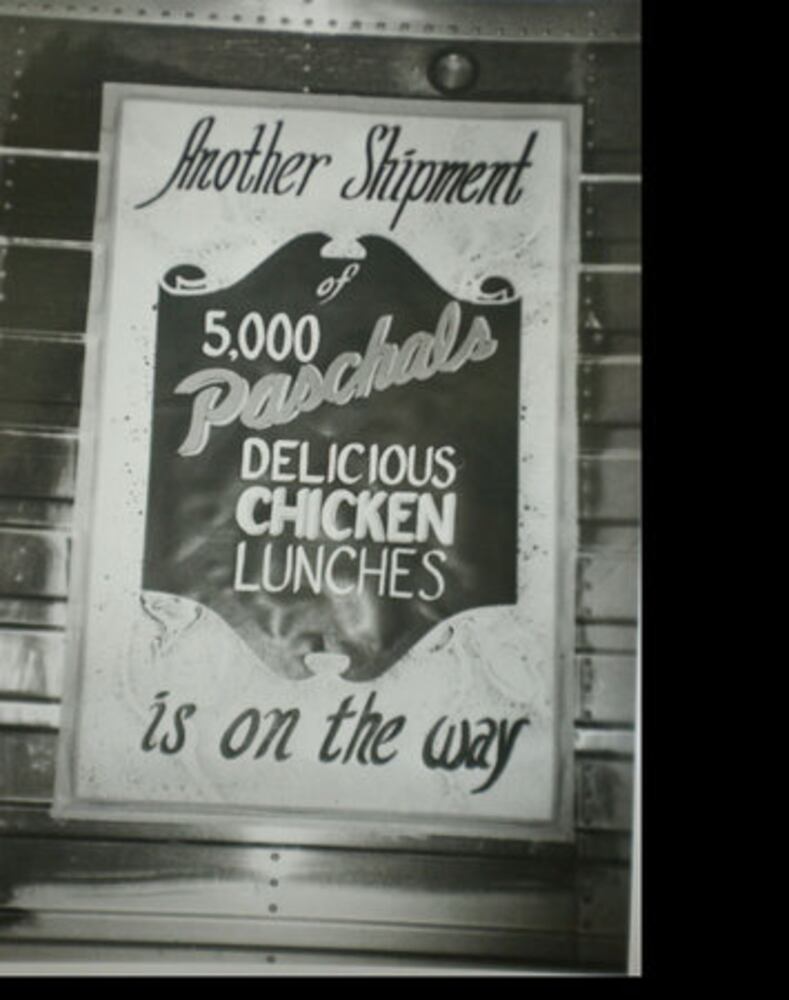 Another Shipment
of
5,000
Paschals
DELICIOUS
CHICKEN
LUNCHES
is on the way